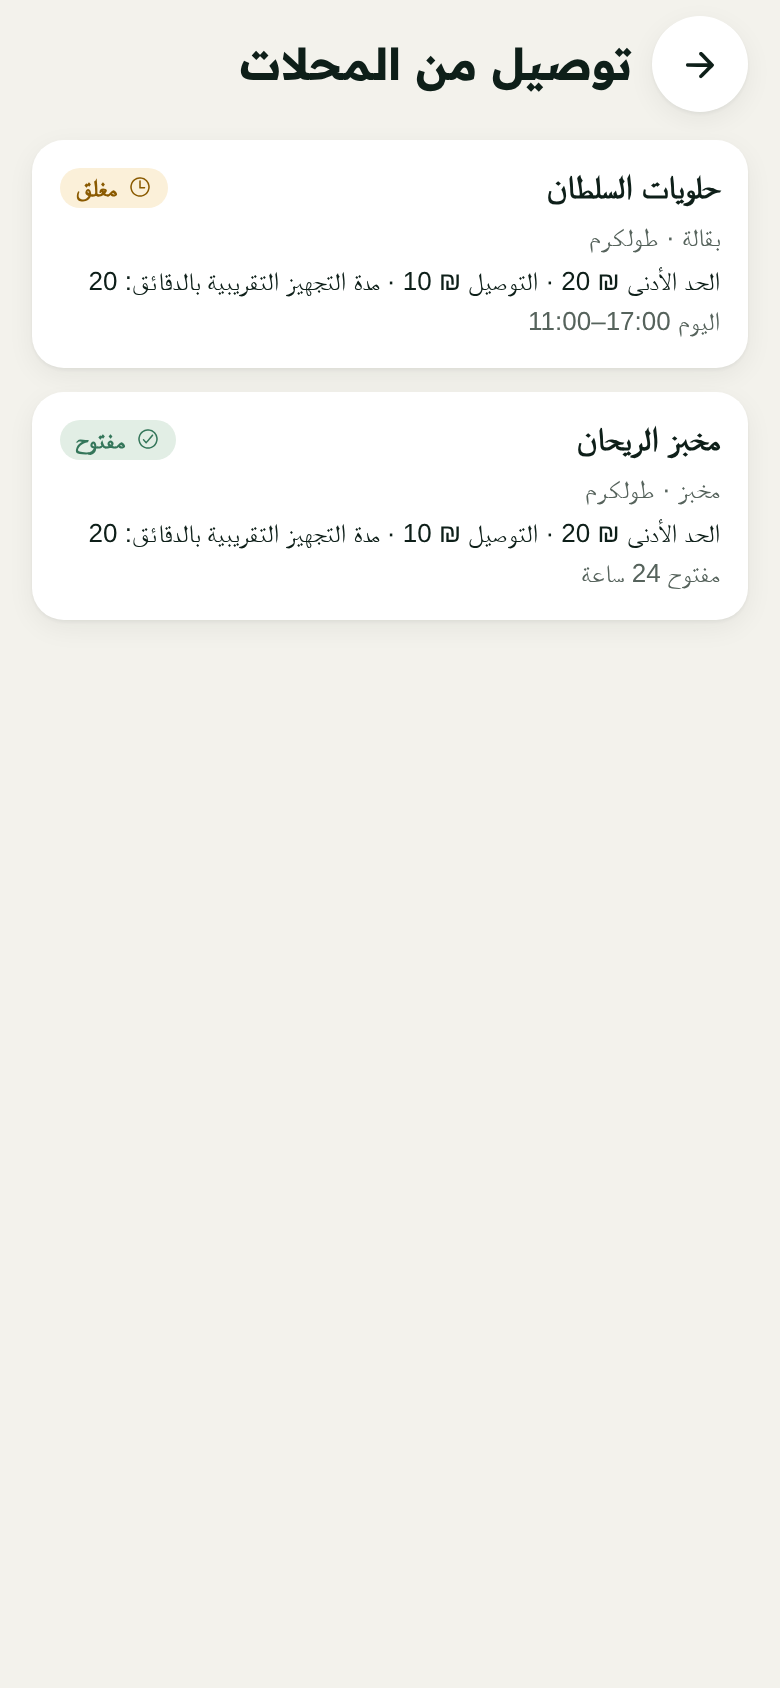 توصيل من المحلات
حلويات السلطان
مغلق
بقالة · طولكرم
الحد الأدنى ₪ 20 · التوصيل ₪ 10 · مدة التجهيز التقريبية بالدقائق: 20
اليوم 11:00–17:00
مخبز الريحان
مفتوح
مخبز · طولكرم
الحد الأدنى ₪ 20 · التوصيل ₪ 10 · مدة التجهيز التقريبية بالدقائق: 20
مفتوح 24 ساعة